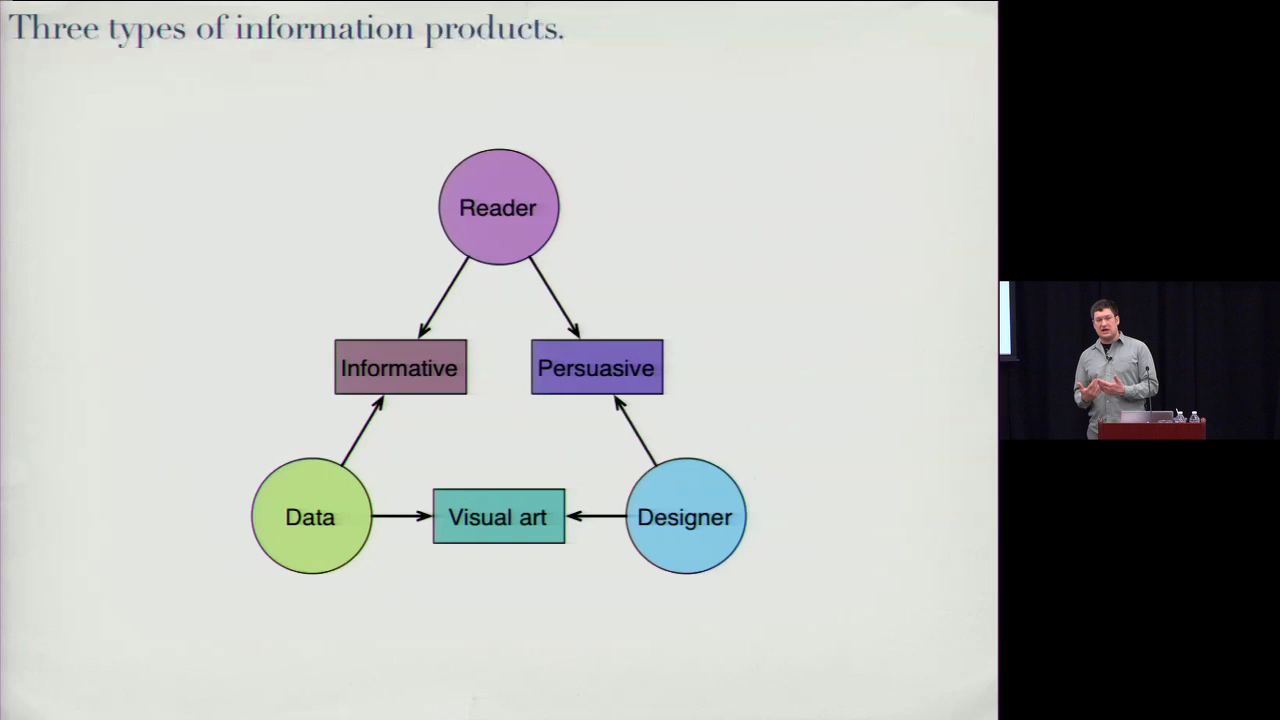 Three types of information products.
Reader
Informative
Persuasive
Data
Visual art
Designer